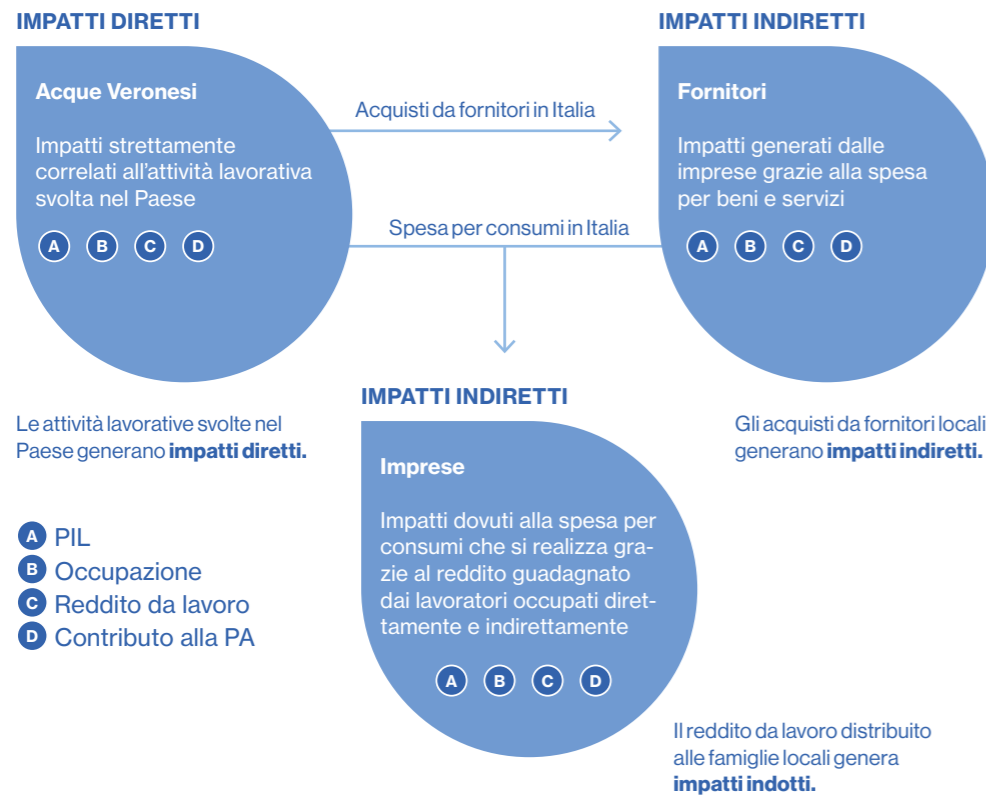 IMPATTI DIRETTI
Acque Veronesi
Impatti strettamente
correlati all'attività lavorativa
svolta nel Paese
A B C D
Acquisti da fornitori in Italia
Spesa per consumi in Italia
IMPATTI INDIRETTI
Fornitori
Impatti generati dalle
imprese grazie alla spesa
per beni e servizi
A B C D
Le attività lavorative svolte nel
Paese generano impatti diretti.
Gli acquisti da fornitori locali
generano impatti indiretti.
IMPATTI INDIRETTI
Imprese
Impatti dovuti alla spesa per
consumi che si realizza gra-
zie al reddito guadagnato
dai lavoratori occupati diret-
tamente e indirettamente
A B C D
A PIL
B Occupazione
C Reddito da lavoro
D Contributo alla PA
Il reddito da lavoro distribuito
alle famiglie locali genera
impatti indotti.